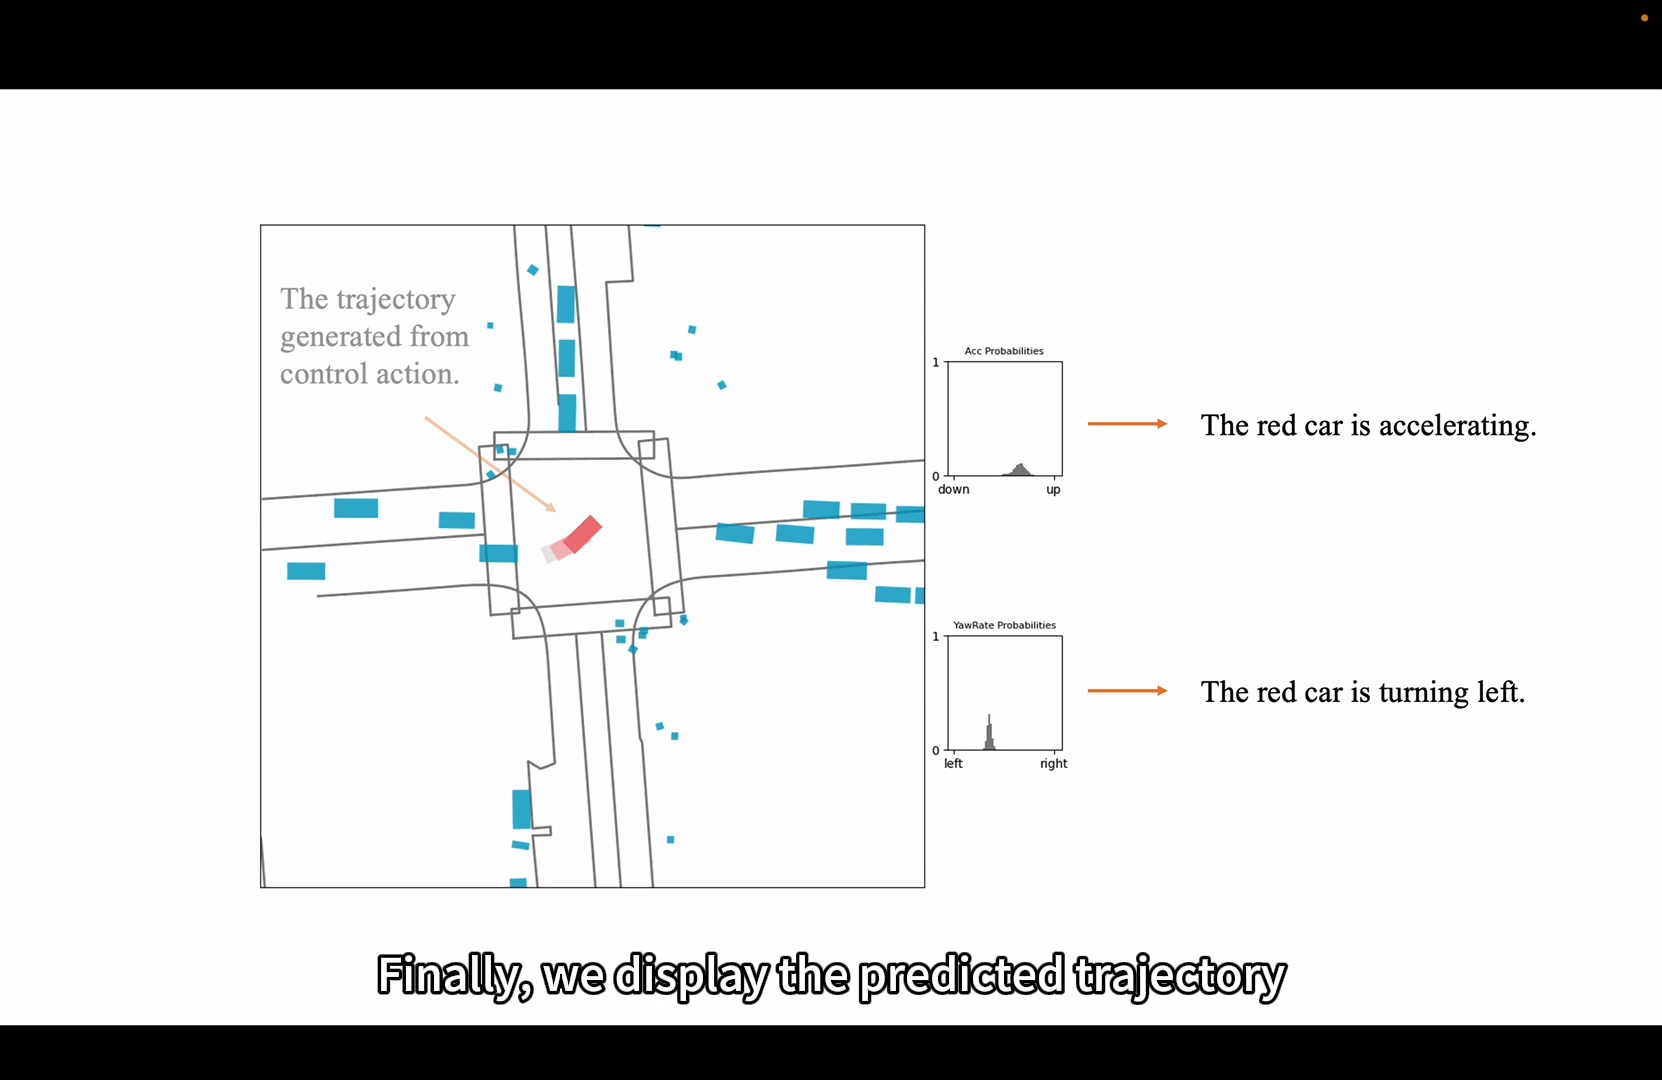 The trajectory
generated from
control action.
Acc Probabilities
1
0
down up
The red car is accelerating.
YawRate Probabilities
1
0
left right
The red car is turning left.
Finally, we display the predicted trajectory